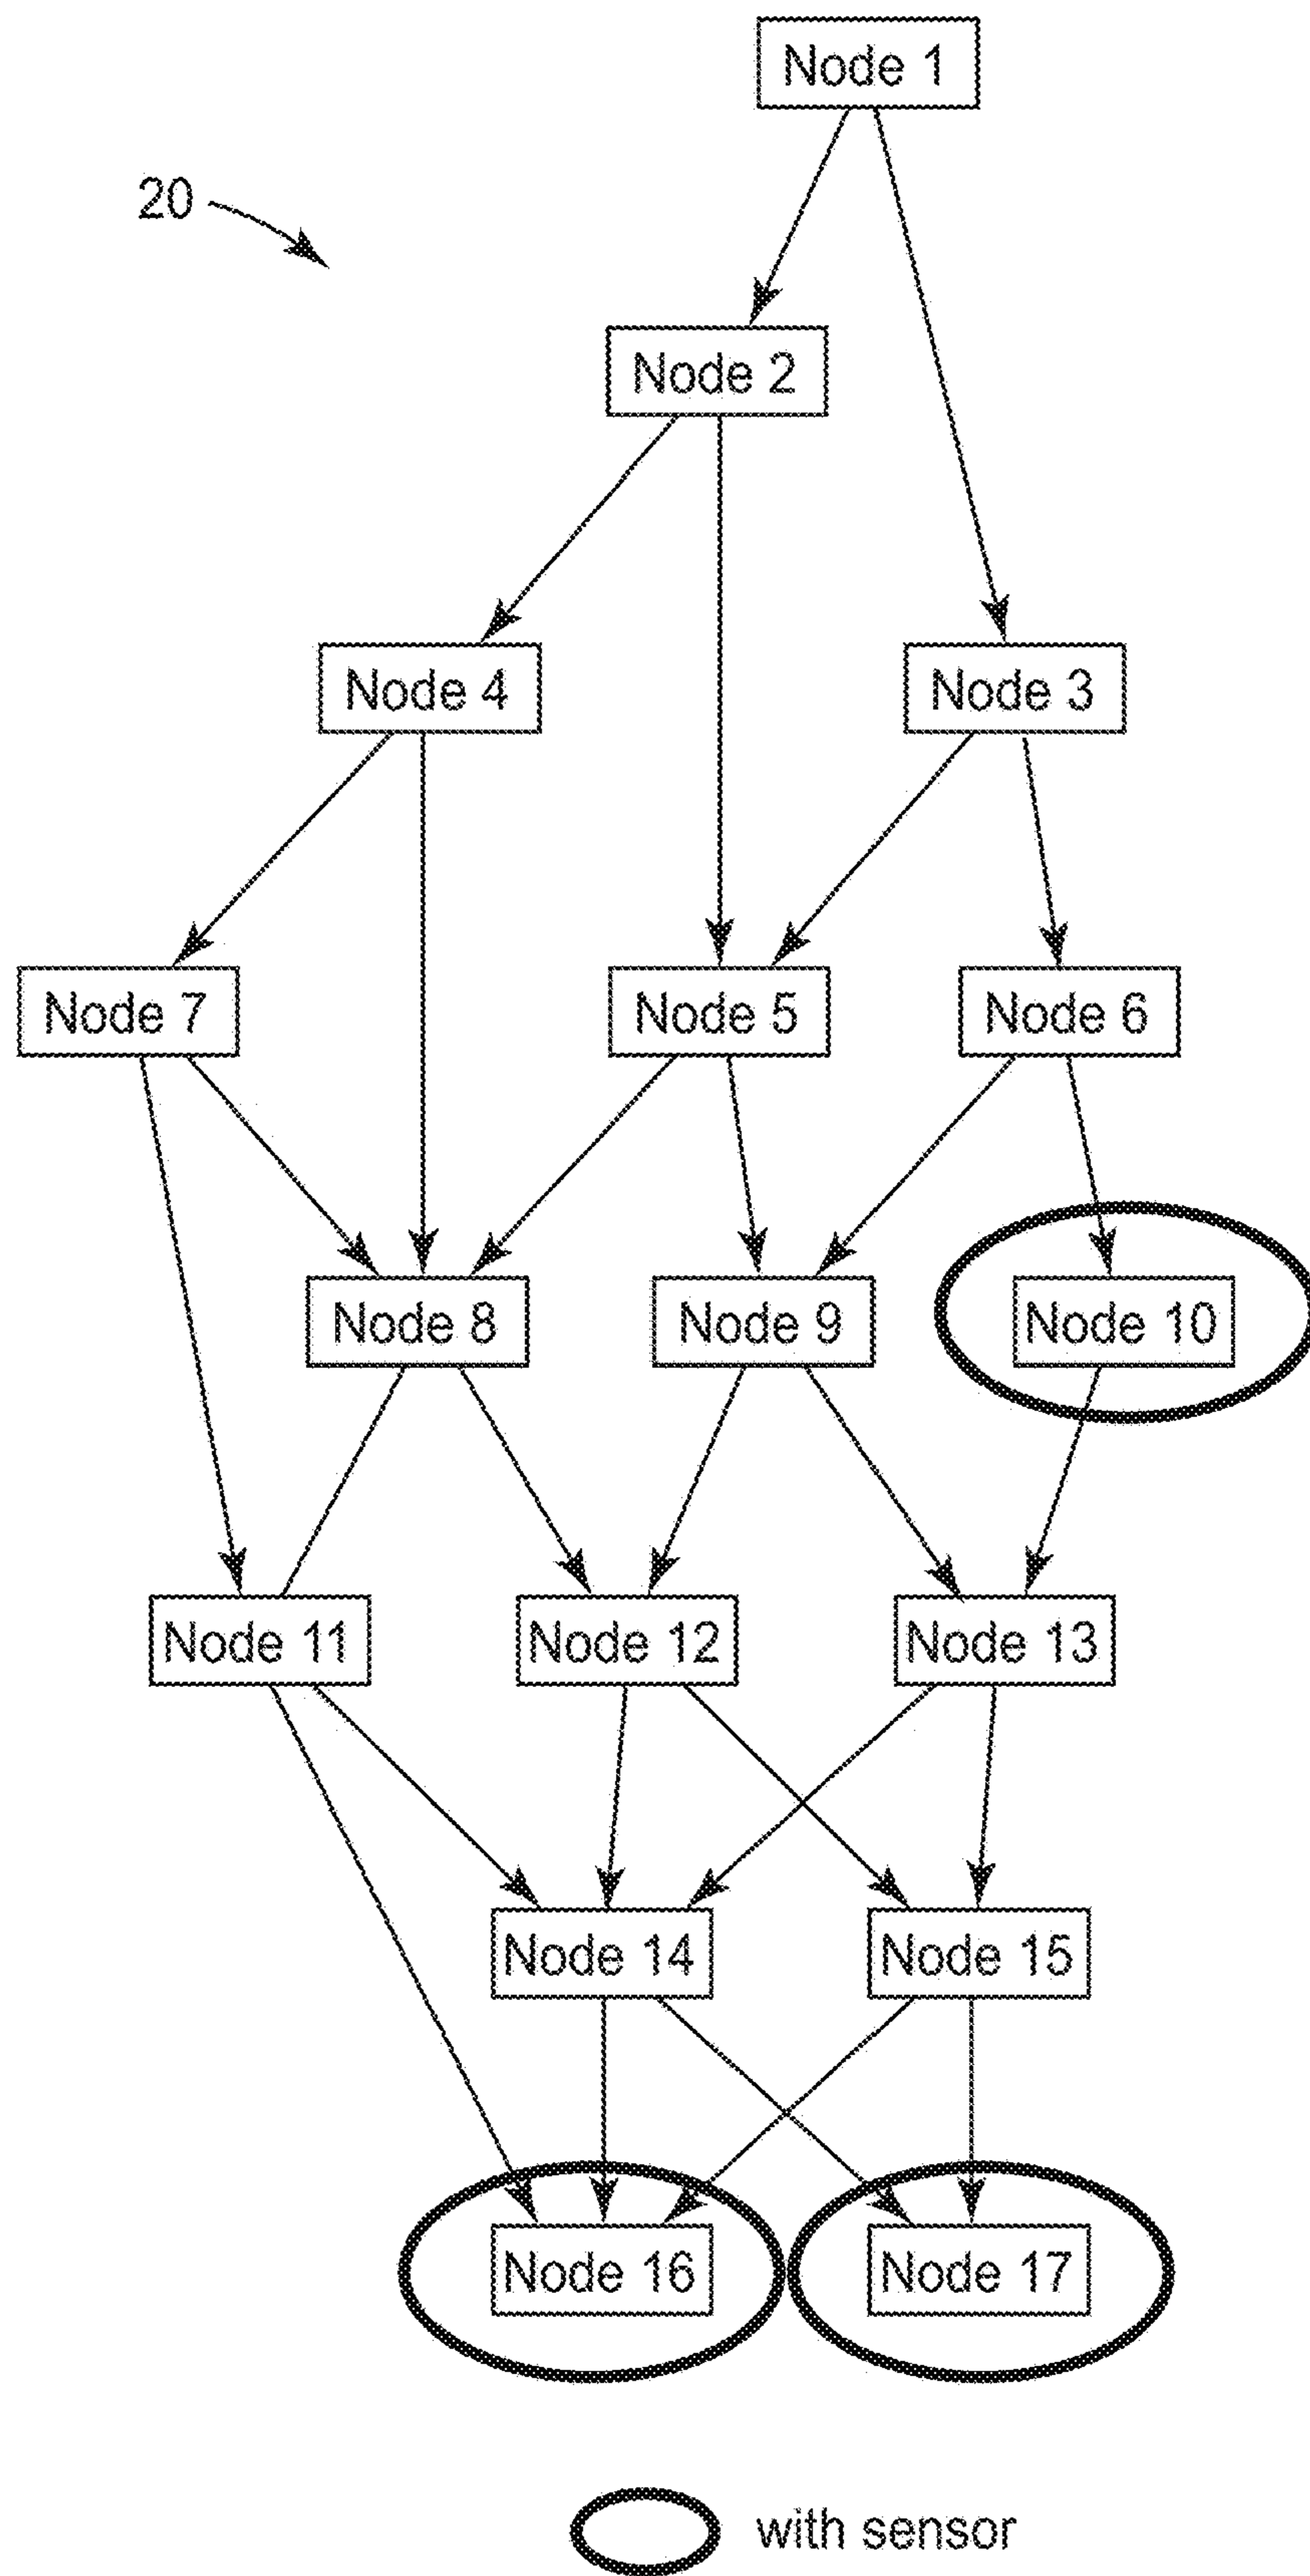 Node 1
20
Node 2
Node 4
Node 3
Node 7
Node 5
Node 6
Node 8
Node 9
Node 10
Node 11
Node 12
Node 13
Node 14
Node 15
Node 16
Node 17
with sensor